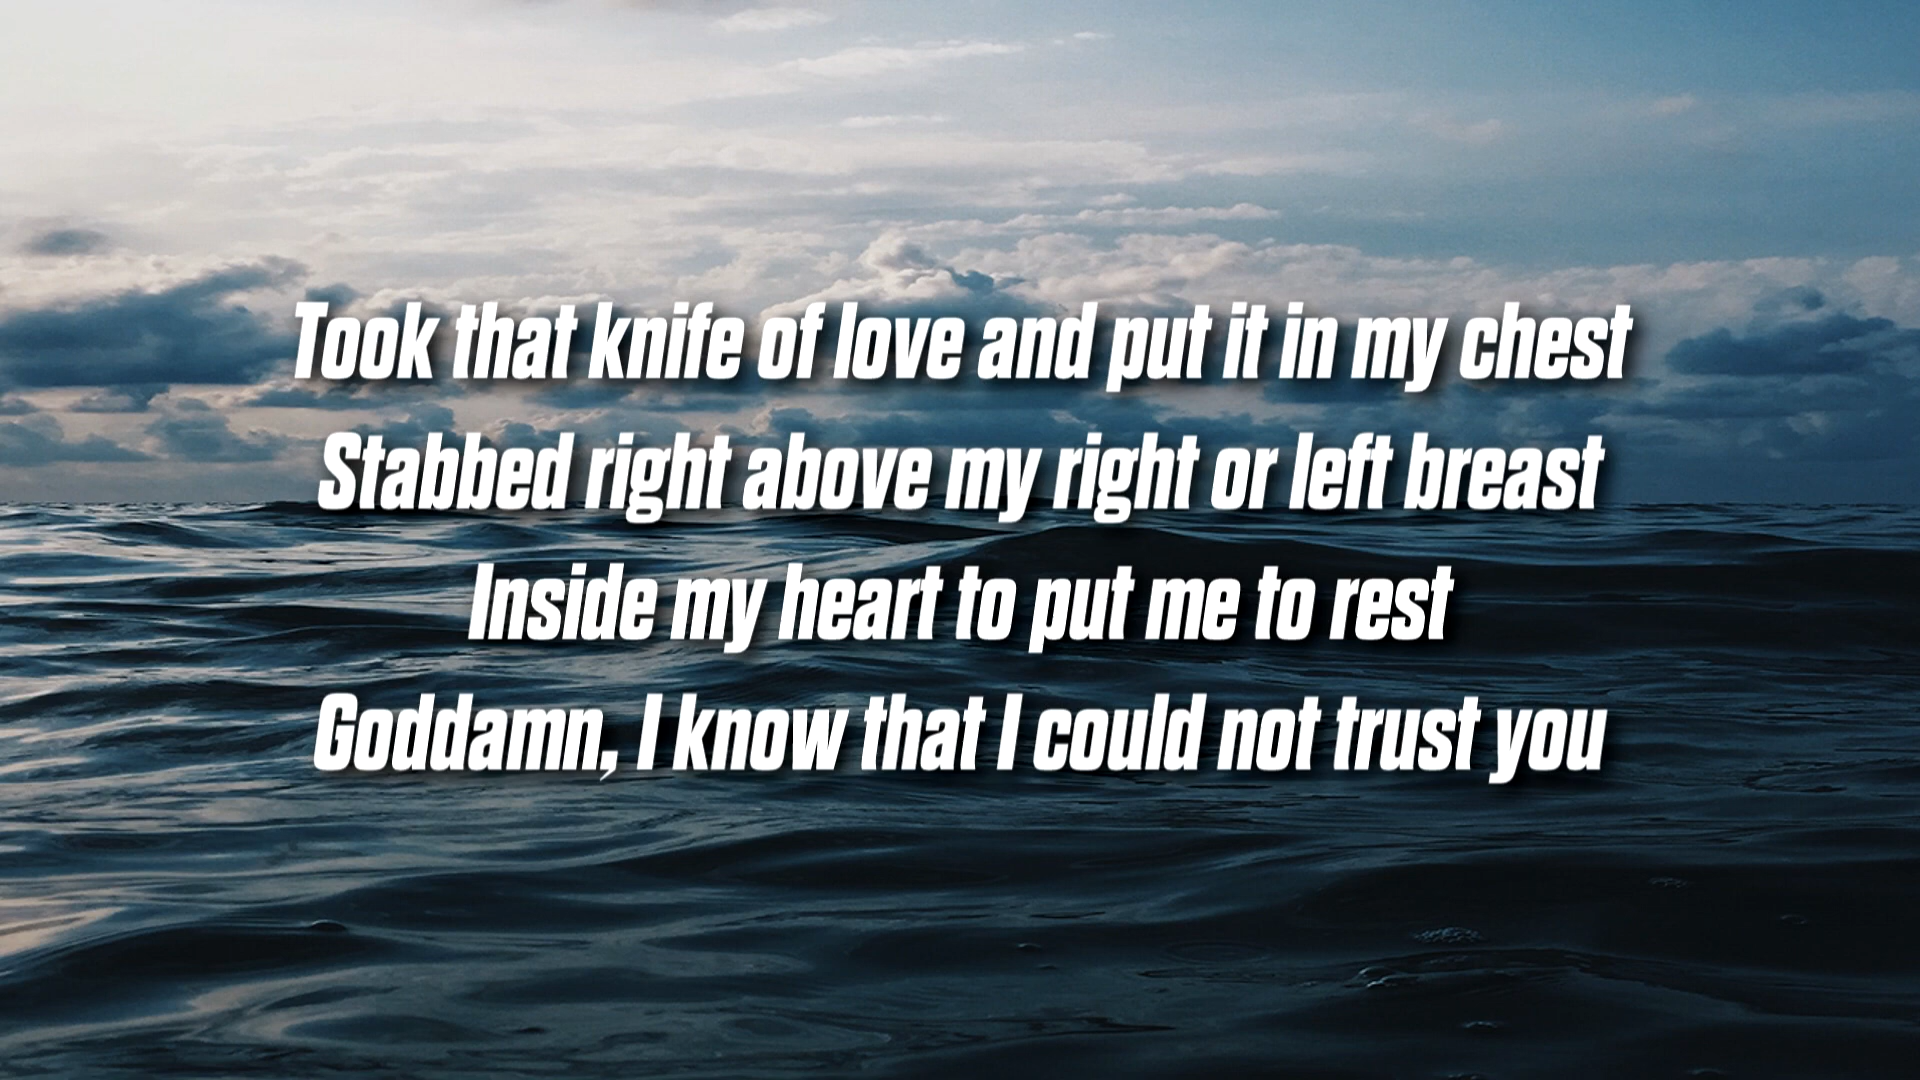 Took that knife of love and put it in my chest
Stabbed right above my right or left breast
Inside my heart to put me to rest
Goddamn, I know that I could not trust you